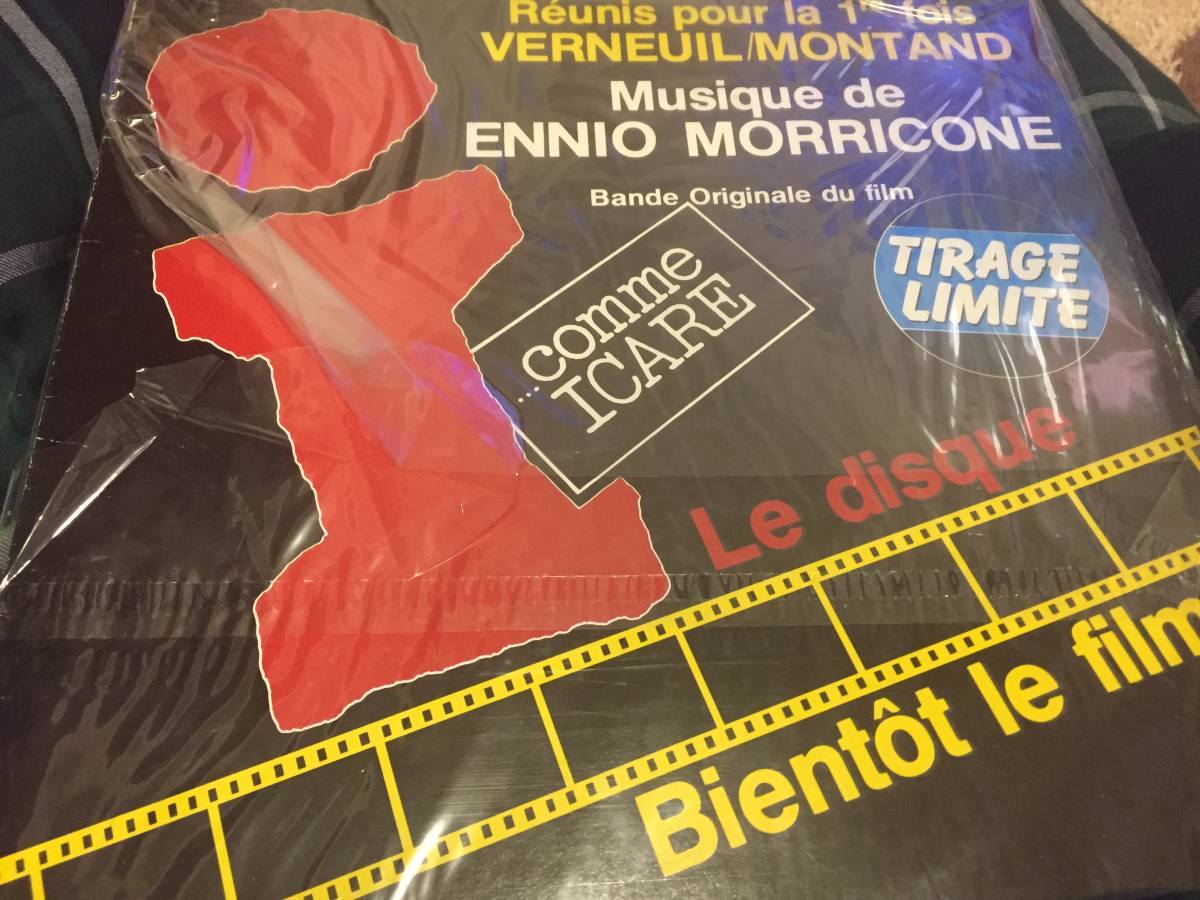 Réunis pour la 1re fois
VERNEUIL/MONTAND
Musique de
ENNIO MORRICONE
Bande Originale du film
i
...comme
ICARE
TIRAGE
LIMITE
Le disque
Bientôt le film